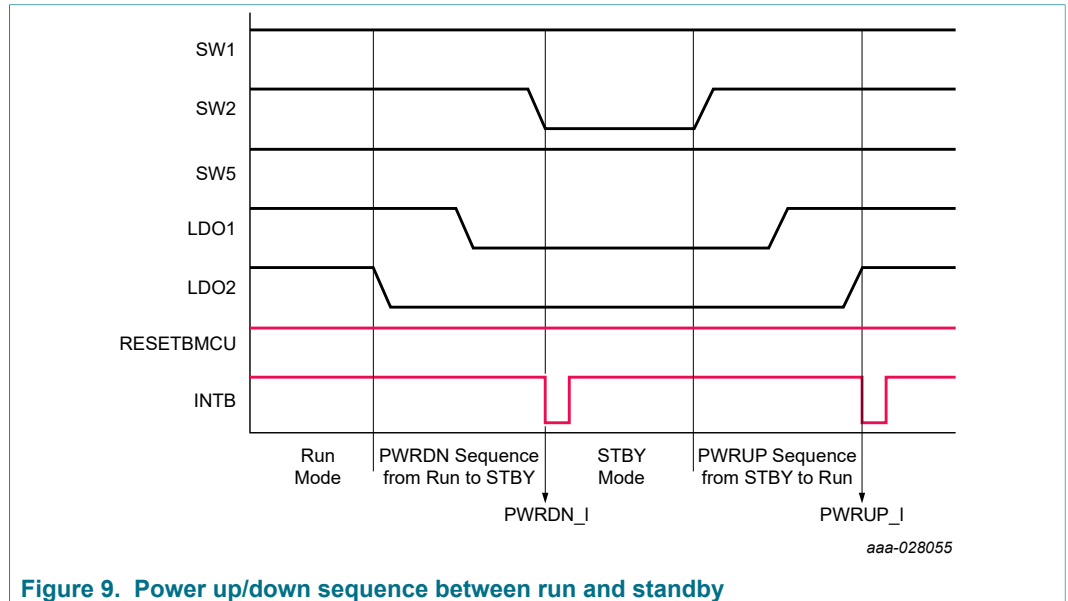 SW1
SW2
SW5
LDO1
LDO2
RESETBMCU
INTB
Run
Mode
PWRDN Sequence
from Run to STBY
STBY
Mode
PWRUP Sequence
from STBY to Run
PWRDN_I
PWRUP_I
aaa-028055
Figure 9. Power up/down sequence between run and standby